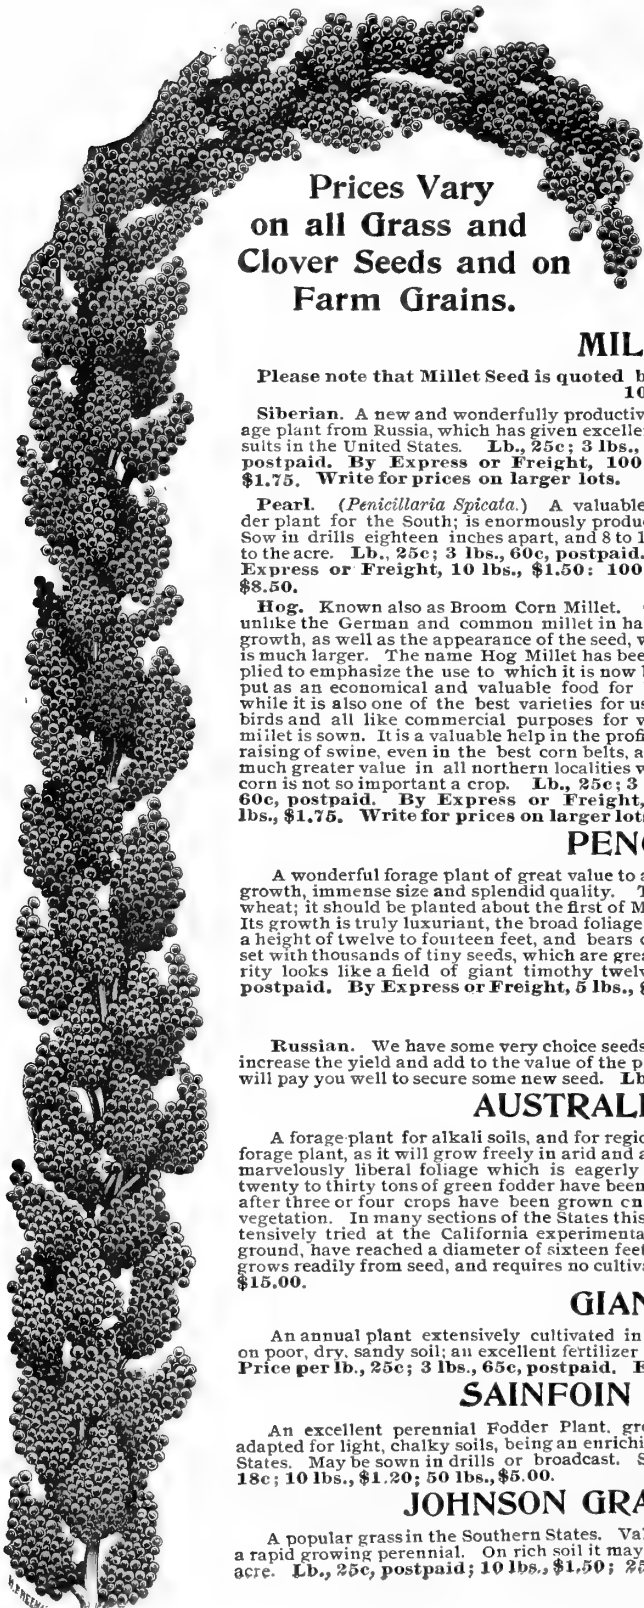 Prices Vary
on all Grass and
Clover Seeds and on
Farm Grains.
MIL
Please note that Millet Seed is quoted b
10
Siberian. A new and wonderfully productiv
age plant from Russia, which has given excelle
sults in the United States. Lb., 25c; 3 lbs.,
postpaid. By Express or Freight, 100
$1.75. Write for prices on larger lots.
Pearl. (Penicillaria Spicata.) A valuable
der plant for the South; is enormously produ
Sow in drills eighteen inches apart, and 8 to 1
to the acre. Lb., 25c; 3 lbs., 60c, postpaid.
Express or Freight, 10 lbs., $1.50: 100
$8.50.
Hog. Known also as Broom Corn Millet.
unlike the German and common millet in ha
growth, as well as the appearance of the seed, w
is much larger. The name Hog Millet has bee
plied to emphasize the use to which it is now
put as an economical and valuable food for
while it is also one of the best varieties for us
birds and all like commercial purposes for v
millet is sown. It is a valuable help in the profi
raising of swine, even in the best corn belts, a
much greater value in all northern localities w
corn is not so important a crop. Lb., 25c; 3
60c, postpaid. By Express or Freight,
lbs., $1.75. Write for prices on larger lot
PENC
A wonderful forage plant of great value to a
growth, immense size and splendid quality. T
wheat; it should be planted about the first of M
Its growth is truly luxuriant, the broad foliage
a height of twelve to fourteen feet, and bears
set with thousands of tiny seeds, which are grea
rity looks like a field of giant timothy twelv
postpaid. By Express or Freight, 5 lbs., $
Russian. We have some very choice seeds
increase the yield and add to the value of the p
will pay you well to secure some new seed. Lb
AUSTRALI
A forage plant for alkali soils, and for regio
forage plant, as it will grow freely in arid and a
marvelously liberal foliage which is eagerly
twenty to thirty tons of green fodder have been
after three or four crops have been grown cn
vegetation. In many sections of the States this
tensively tried at the California experimenta
ground, have reached a diameter of sixteen feet
grows readily from seed, and requires no cultiva
$15.00.
GIAN
An annual plant extensively cultivated in
on poor, dry, sandy soil; an excellent fertilizer
Price per lb., 25c; 3 lbs., 65c, postpaid. E
SAINFOIN
An excellent perennial Fodder Plant. gre
adapted for light, chalky soils, being an enrichi
States. May be sown in drills or broadcast. S
18c; 10 lbs., $1.20; 50 lbs., $5.00.
JOHNSON GRA
A popular grass in the Southern States. Val
a rapid growing perennial. On rich soil it may
acre. Lb., 25c, postpaid; 10 lbs., $1.50; 25